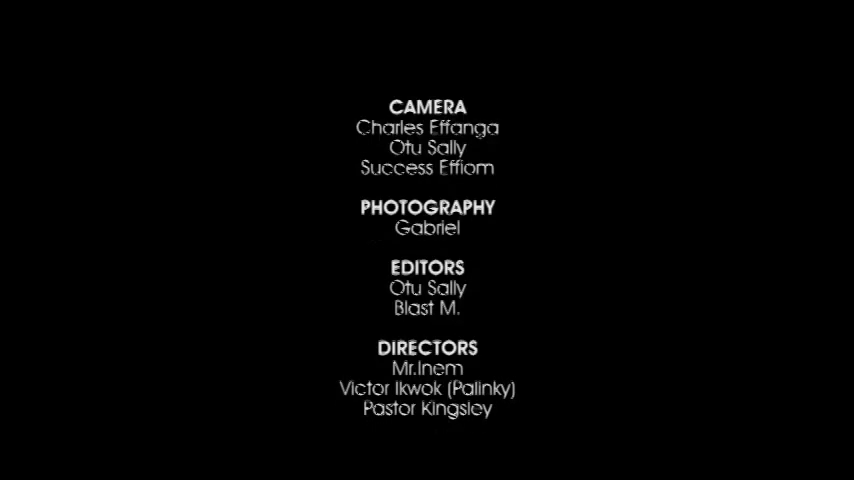 CAMERA
Charles Effanga
Otu Sally
Success Effiom
PHOTOGRAPHY
Gabriel
EDITORS
Otu Sally
Blast M.
DIRECTORS
Mr.Inem
Victor Ikwok (Palinky)
Pastor Kingsley